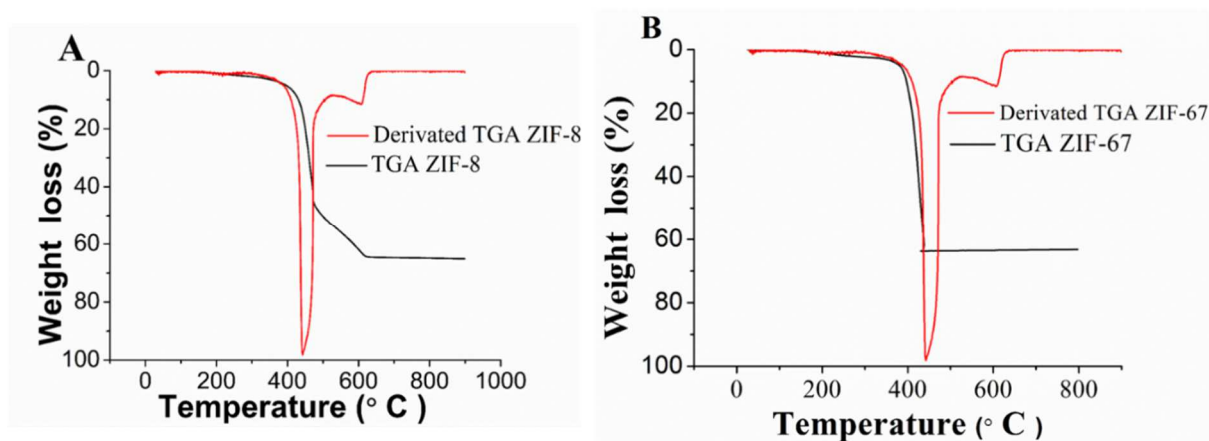 A
Weight loss (%)
0
20
40
60
80
100
Derivated TGA ZIF-8
TGA ZIF-8
0
200
400
600
800
1000
Temperature (° C )
B
Weight loss (%)
0
20
40
60
80
100
Derivated TGA ZIF-67
TGA ZIF-67
0
200
400
600
800
Temperature (° C )